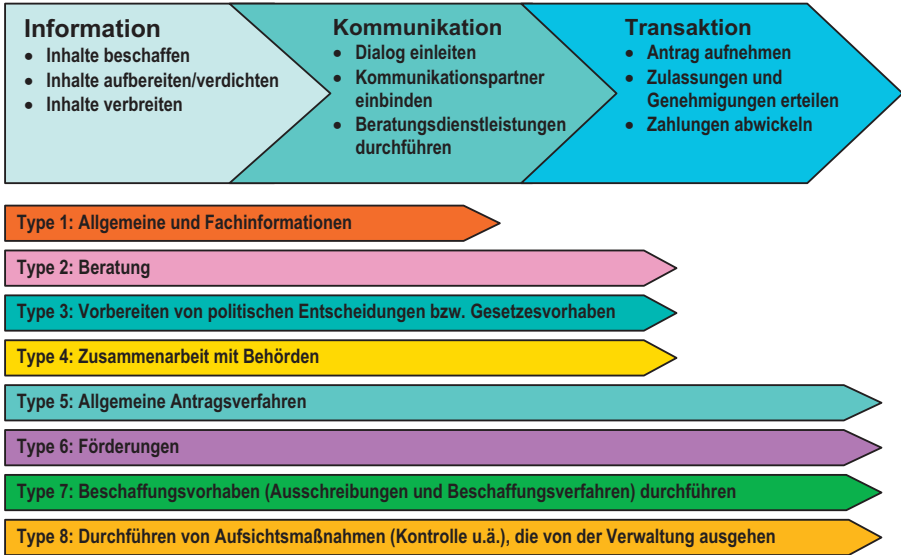 Information
• Inhalte beschaffen
• Inhalte aufbereiten/verdichten
• Inhalte verbreiten
Kommunikation
• Dialog einleiten
• Kommunikationspartner
einbinden
• Beratungsdienstleistungen
durchführen
Transaktion
• Antrag aufnehmen
• Zulassungen und
Genehmigungen erteilen
• Zahlungen abwickeln
Type 1: Allgemeine und Fachinformationen
Type 2: Beratung
Type 3: Vorbereiten von politischen Entscheidungen bzw. Gesetzesvorhaben
Type 4: Zusammenarbeit mit Behörden
Type 5: Allgemeine Antragsverfahren
Type 6: Förderungen
Type 7: Beschaffungsvorhaben (Ausschreibungen und Beschaffungsverfahren) durchführen
Type 8: Durchführen von Aufsichtsmaßnahmen (Kontrolle u.ä.), die von der Verwaltung ausgehen